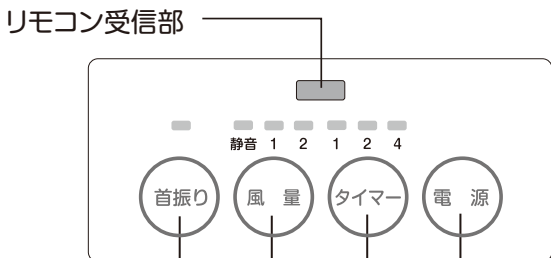 リモコン受信部
静音 1 2 1 2 4
首振り 風量 タイマー 電源